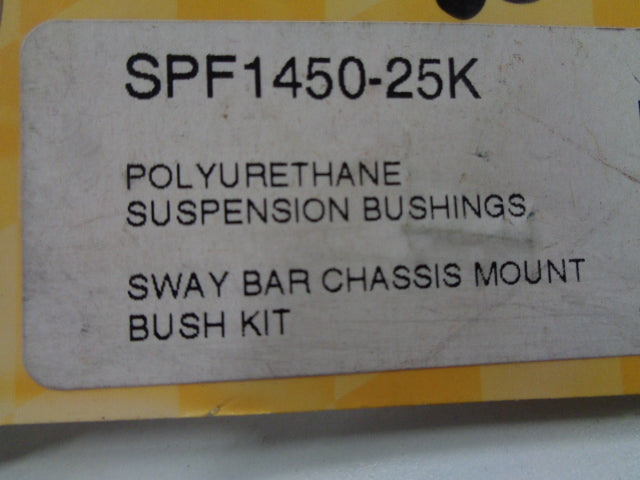 SPF1450-25K
POLYURETHANE
SUSPENSION BUSHINGS
SWAY BAR CHASSIS MOUNT
BUSH KIT